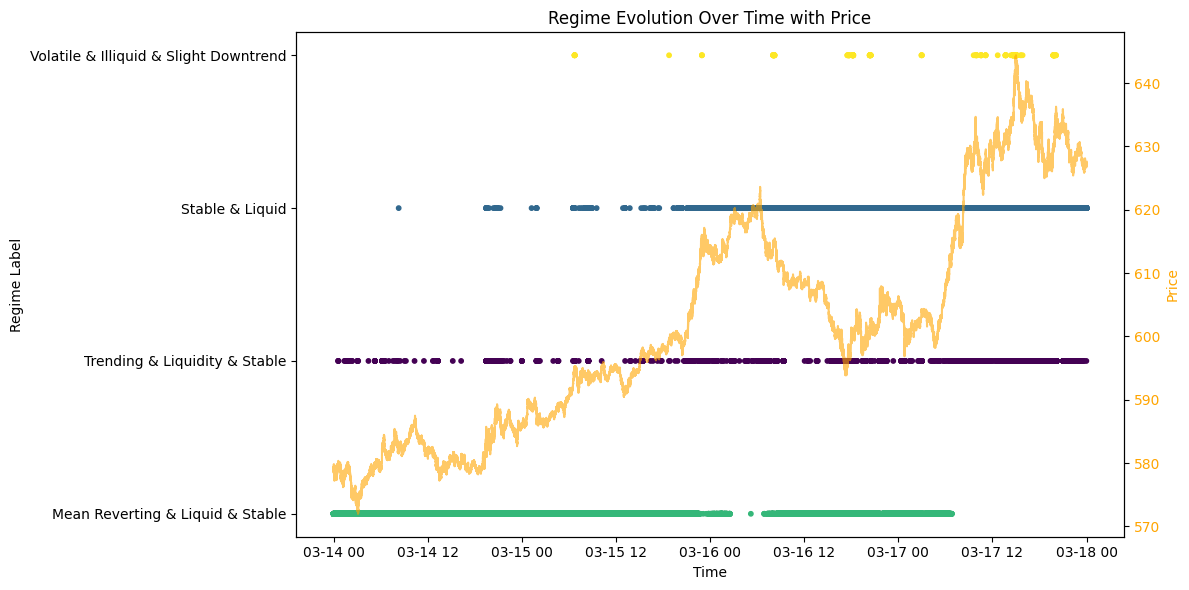 Regime Evolution Over Time with Price
Regime Label
Volatile & Illiquid & Slight Downtrend
Stable & Liquid
Trending & Liquidity & Stable
Mean Reverting & Liquid & Stable
640
630
620
610
600
590
580
570
Price
03-14 00
03-14 12
03-15 00
03-15 12
03-16 00
03-16 12
03-17 00
03-17 12
03-18 00
Time